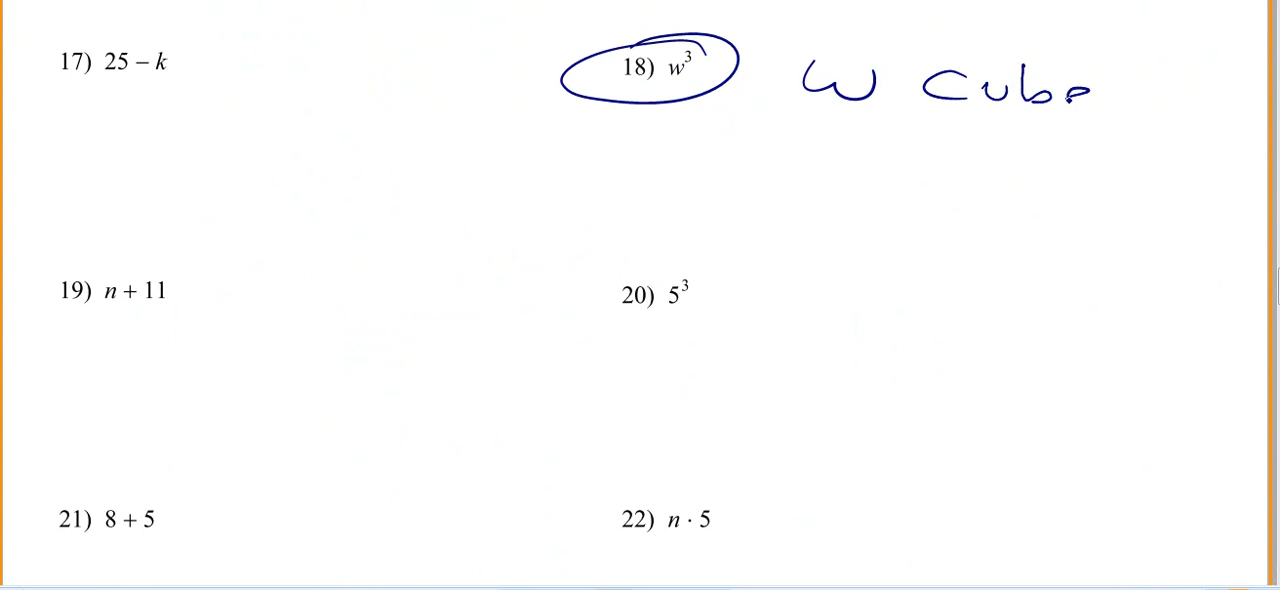 17) 25 − k
18) w³ w cube
19) n + 11
20) 5³
21) 8 + 5
22) n · 5